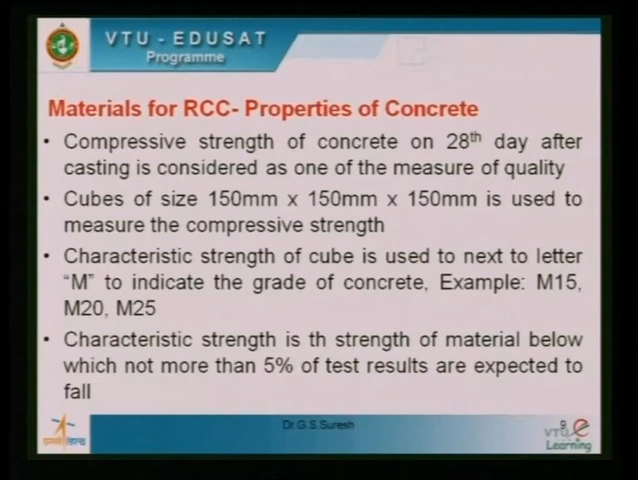 VTU - EDUSAT
Programme
Materials for RCC- Properties of Concrete
• Compressive strength of concrete on 28th day after
casting is considered as one of the measure of quality
• Cubes of size 150mm x 150mm x 150mm is used to
measure the compressive strength
• Characteristic strength of cube is used to next to letter
"M" to indicate the grade of concrete, Example: M15,
M20, M25
• Characteristic strength is th strength of material below
which not more than 5% of test results are expected to
fall
Dr.G.S.Suresh
9
VTU e
Learning